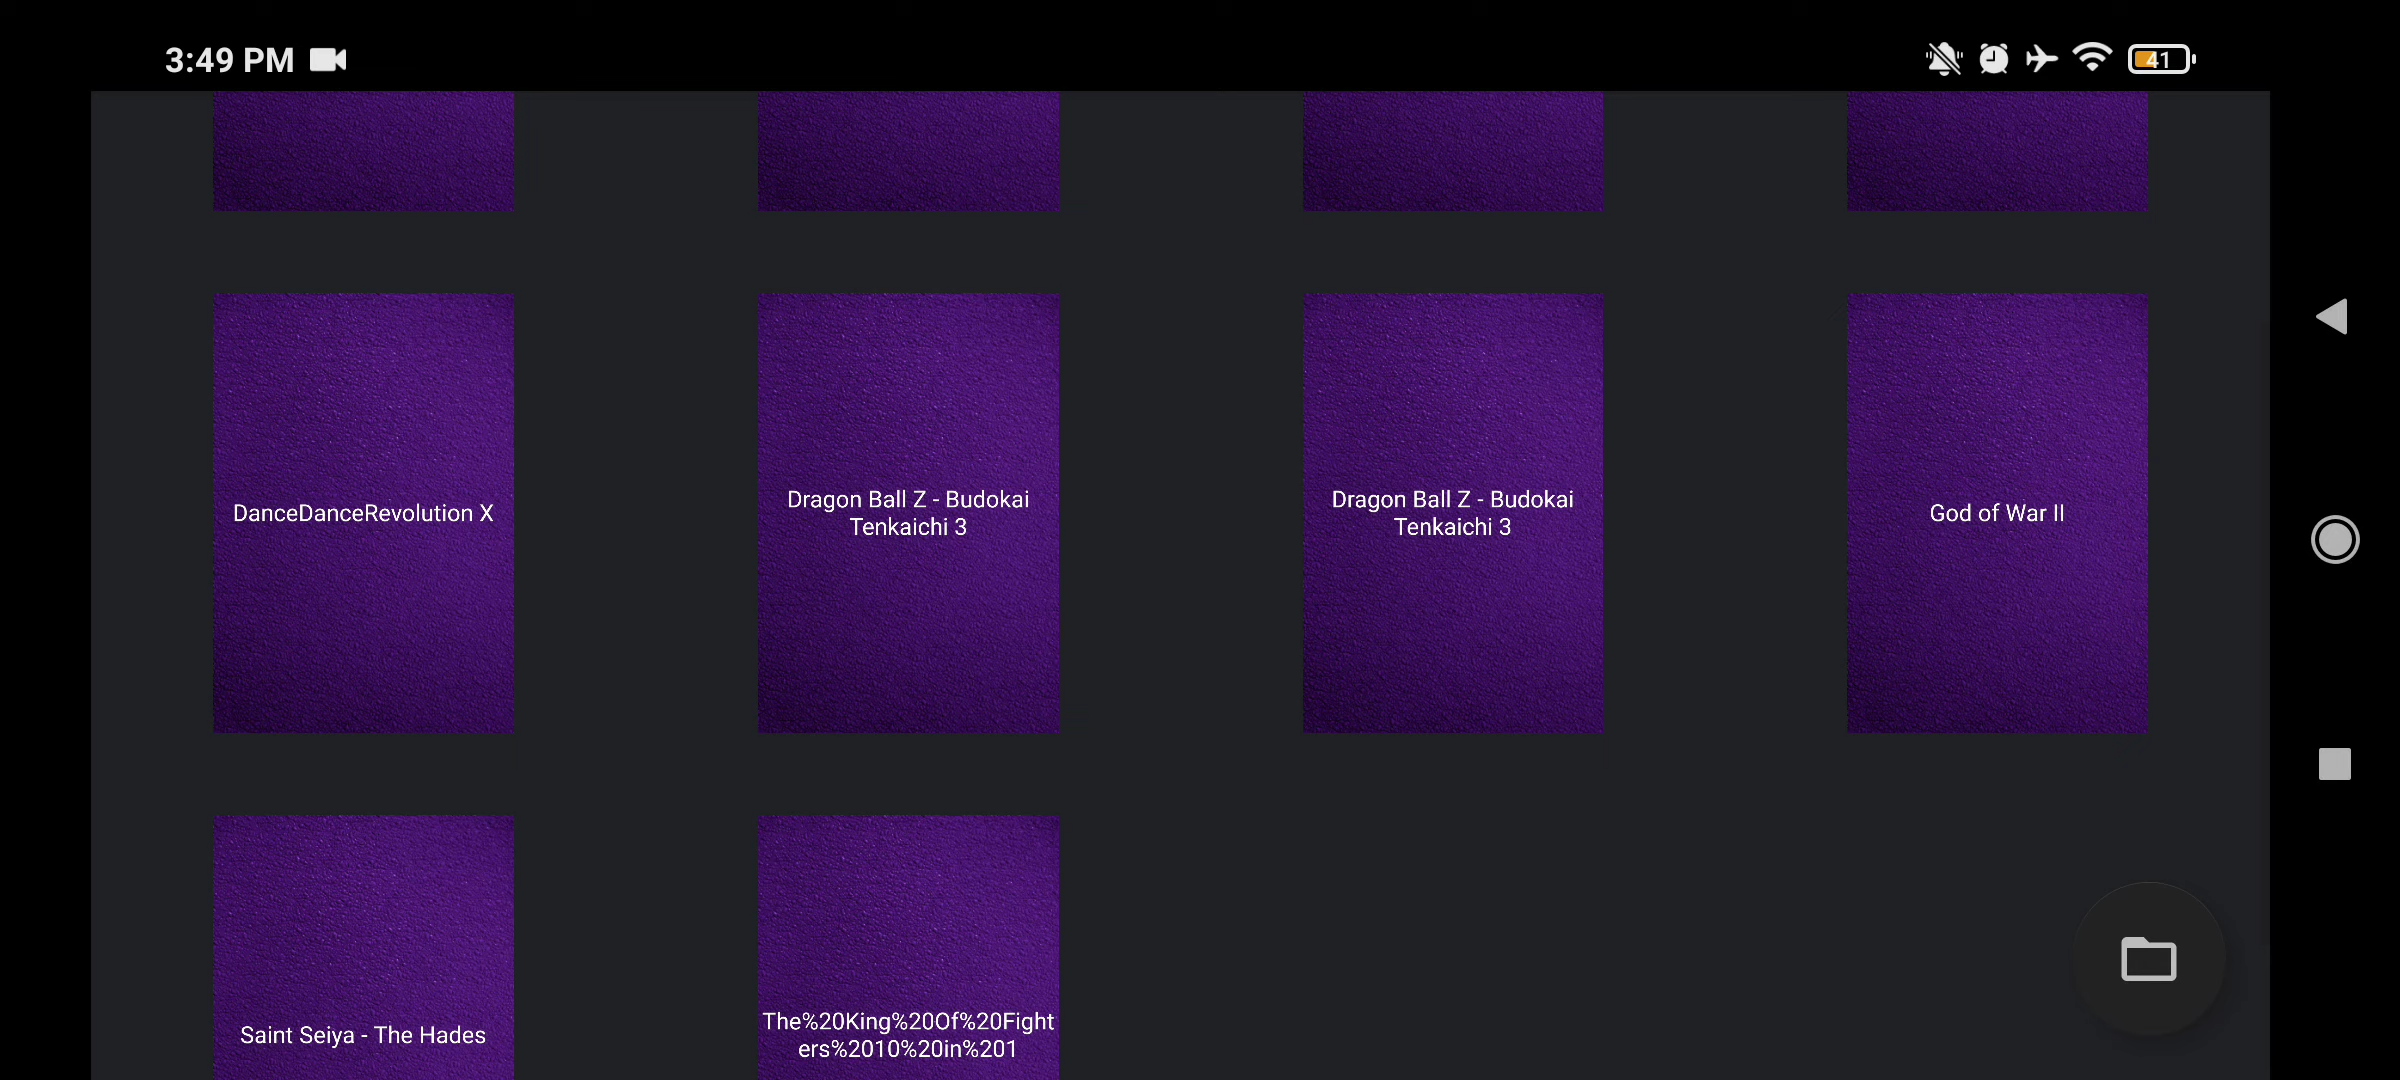 3:49 PM
41
DanceDanceRevolution X
Dragon Ball Z - Budokai
Tenkaichi 3
Dragon Ball Z - Budokai
Tenkaichi 3
God of War II
Saint Seiya - The Hades
The%20King%20Of%20Fight
ers%2010%20in%201